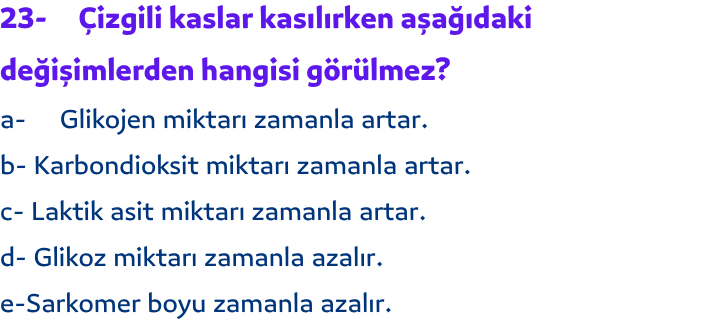 23- Çizgili kaslar kasılırken aşağıdaki
değişimlerden hangisi görülmez?
a- Glikojen miktarı zamanla artar.
b- Karbondioksit miktarı zamanla artar.
c- Laktik asit miktarı zamanla artar.
d- Glikoz miktarı zamanla azalır.
e-Sarkomer boyu zamanla azalır.